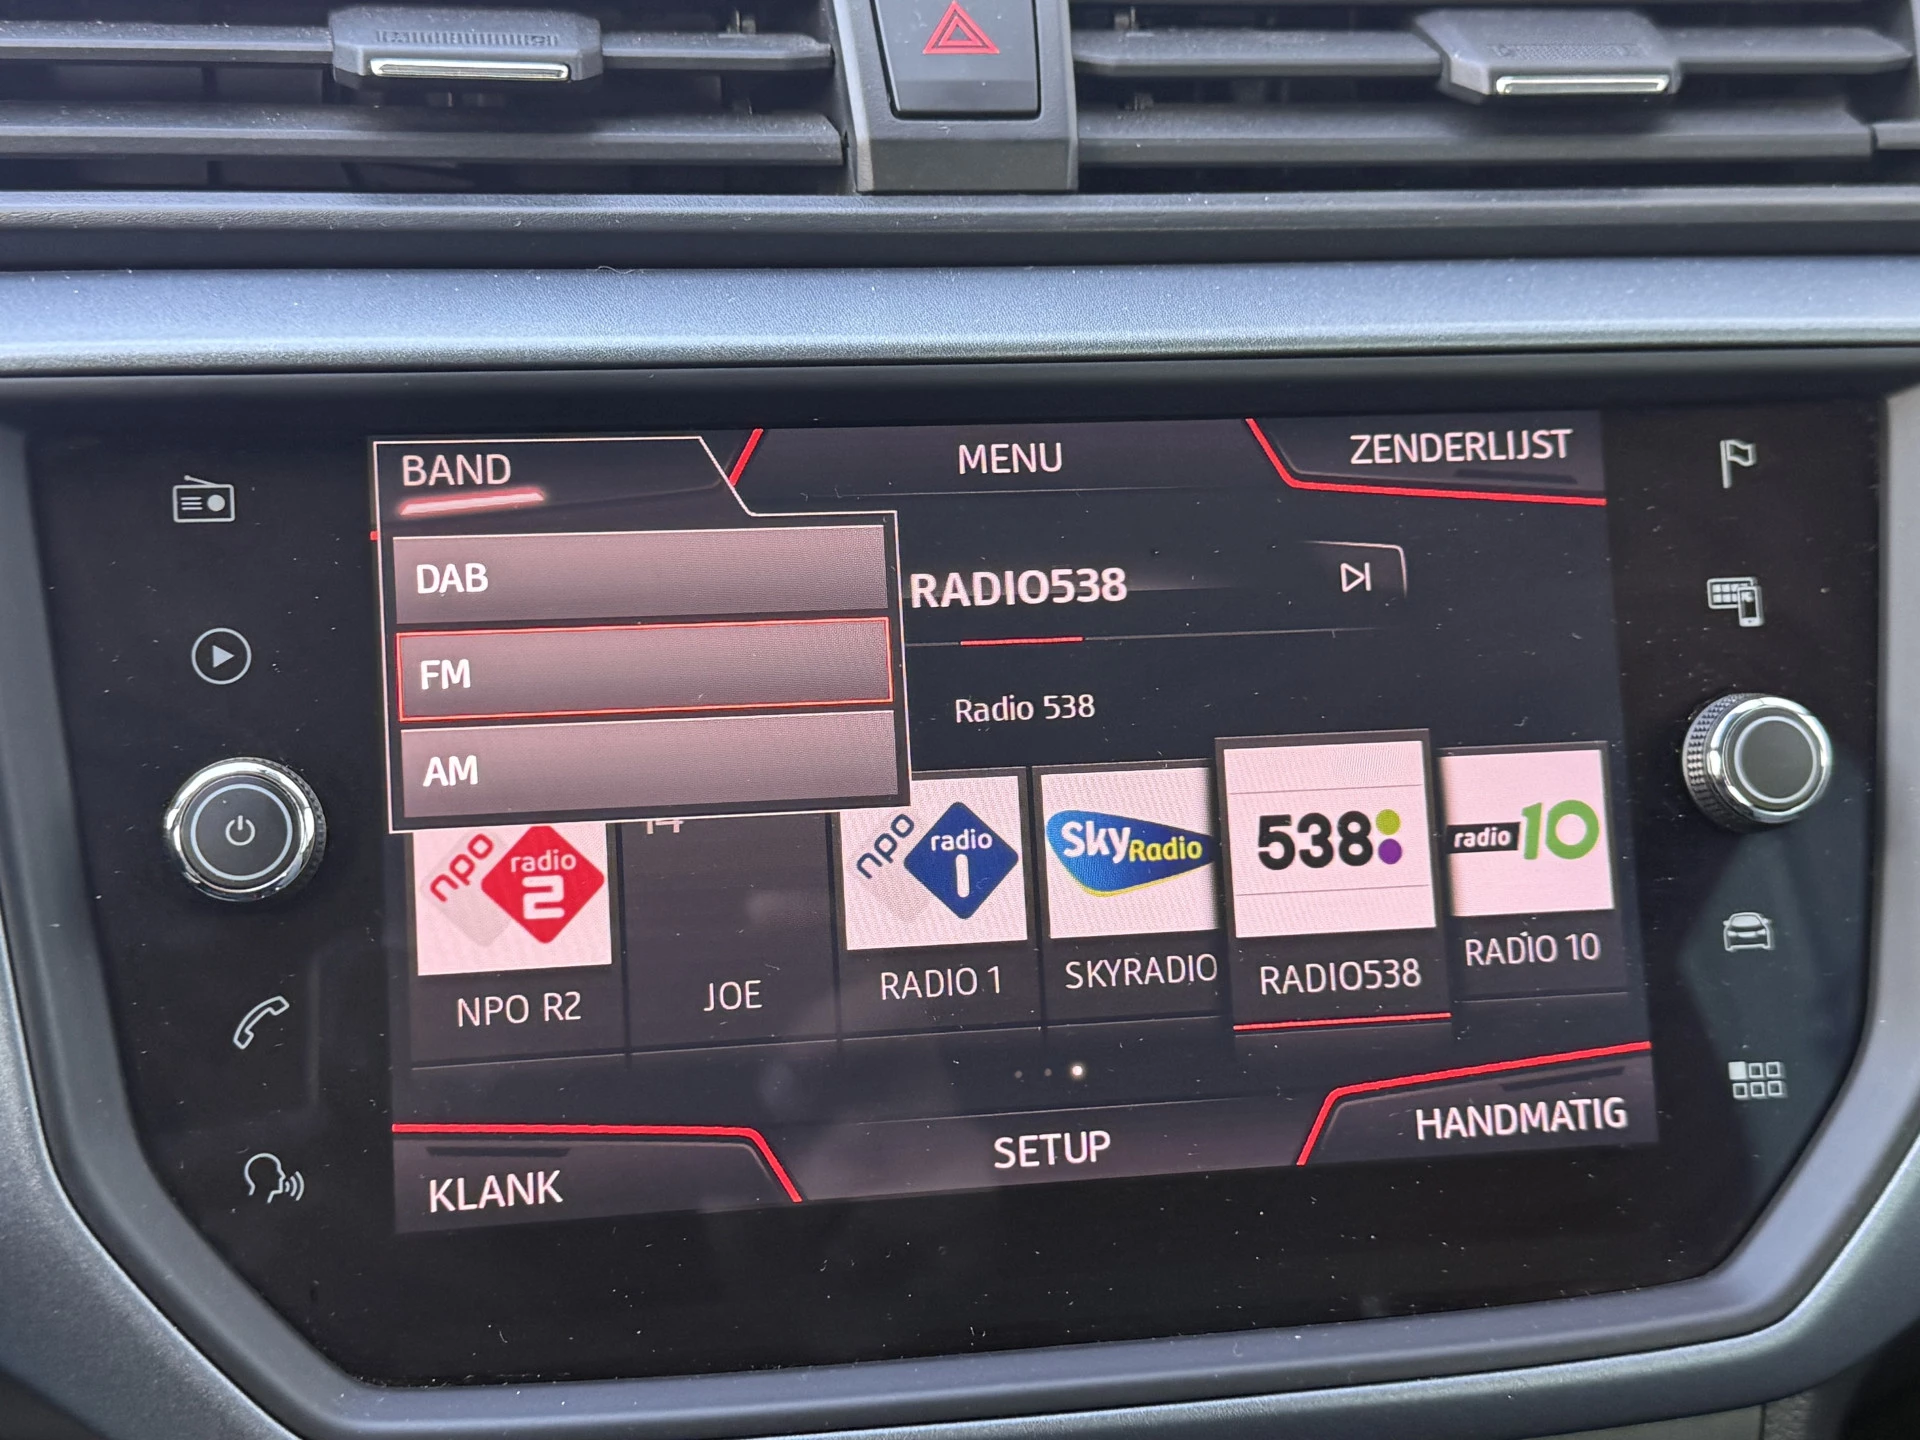 BAND
MENU
ZENDERLIJST
DAB
FM
AM
RADIO538
Radio 538
14
npo radio 2
npo radio 1
Sky Radio
538
radio 10
NPO R2
JOE
RADIO 1
SKYRADIO
RADIO538
RADIO 10
KLANK
SETUP
HANDMATIG